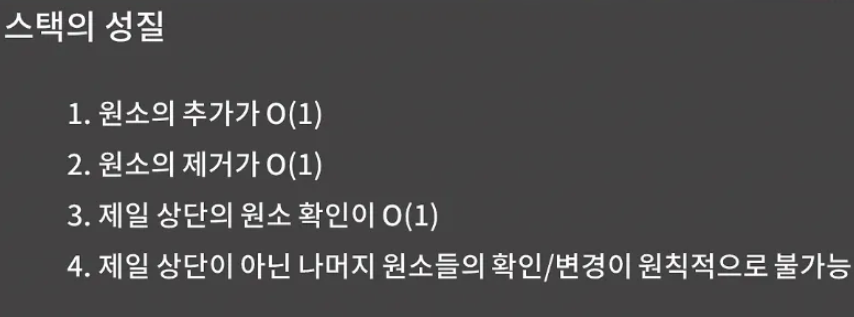 스택의 성질
1. 원소의 추가가 O(1)
2. 원소의 제거가 O(1)
3. 제일 상단의 원소 확인이 O(1)
4. 제일 상단이 아닌 나머지 원소들의 확인/변경이 원칙적으로 불가능